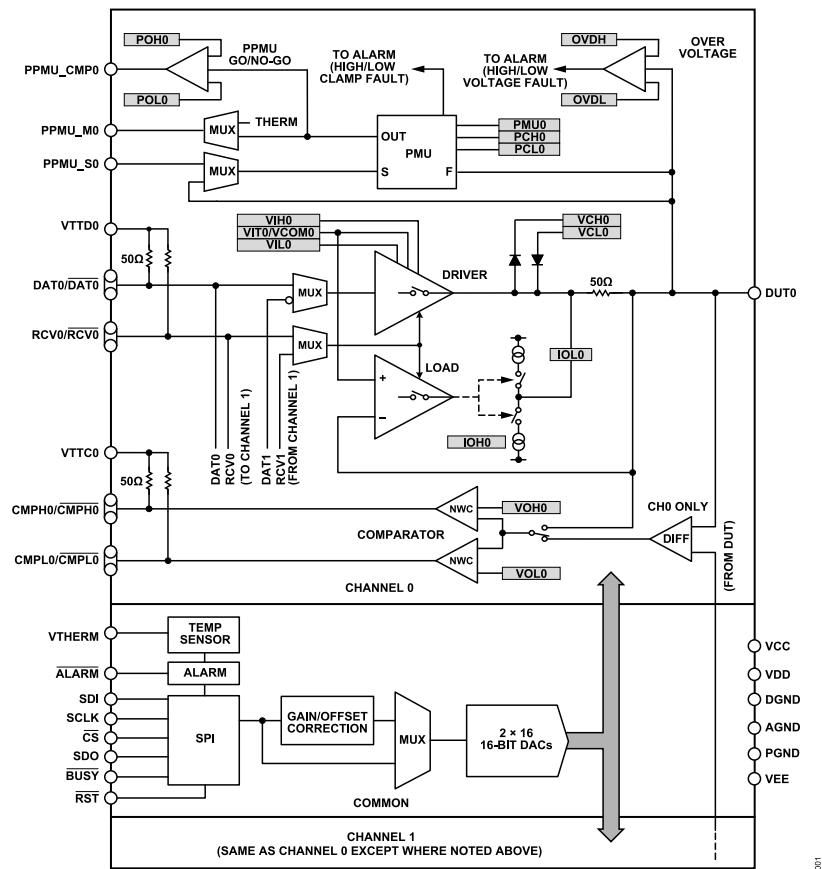 POH0
PPMU
GO/NO-GO
PPMU_CMP0
POL0
TO ALARM
(HIGH/LOW
CLAMP FAULT)
TO ALARM
(HIGH/LOW
VOLTAGE FAULT)
OVDH
OVER
VOLTAGE
OVDL
PPMU_M0
MUX
THERM
OUT
PMU
S
F
PMU0
PCH0
PCL0
PPMU_S0
MUX
VTTD0
50Ω
VIH0
VIT0/VCOM0
VIL0
VCH0
VCL0
DRIVER
DAT0/DAT0
MUX
50Ω
DUT0
RCV0/RCV0
MUX
LOAD
+
–
IOL0
IOH0
DAT0
RCV0
(TO CHANNEL 1)
DAT1
RCV1
(FROM CHANNEL 1)
VTTC0
50Ω
CMPH0/CMPH0
NWC
VOH0
COMPARATOR
CH0 ONLY
DIFF
(FROM DUT)
CMPL0/CMPL0
NWC
VOL0
CHANNEL 0
VTHERM
TEMP
SENSOR
ALARM
ALARM
SDI
SCLK
CS
SDO
BUSY
RST
SPI
GAIN/OFFSET
CORRECTION
MUX
2 × 16
16-BIT DACs
COMMON
VCC
VDD
DGND
AGND
PGND
VEE
CHANNEL 1
(SAME AS CHANNEL 0 EXCEPT WHERE NOTED ABOVE)
001